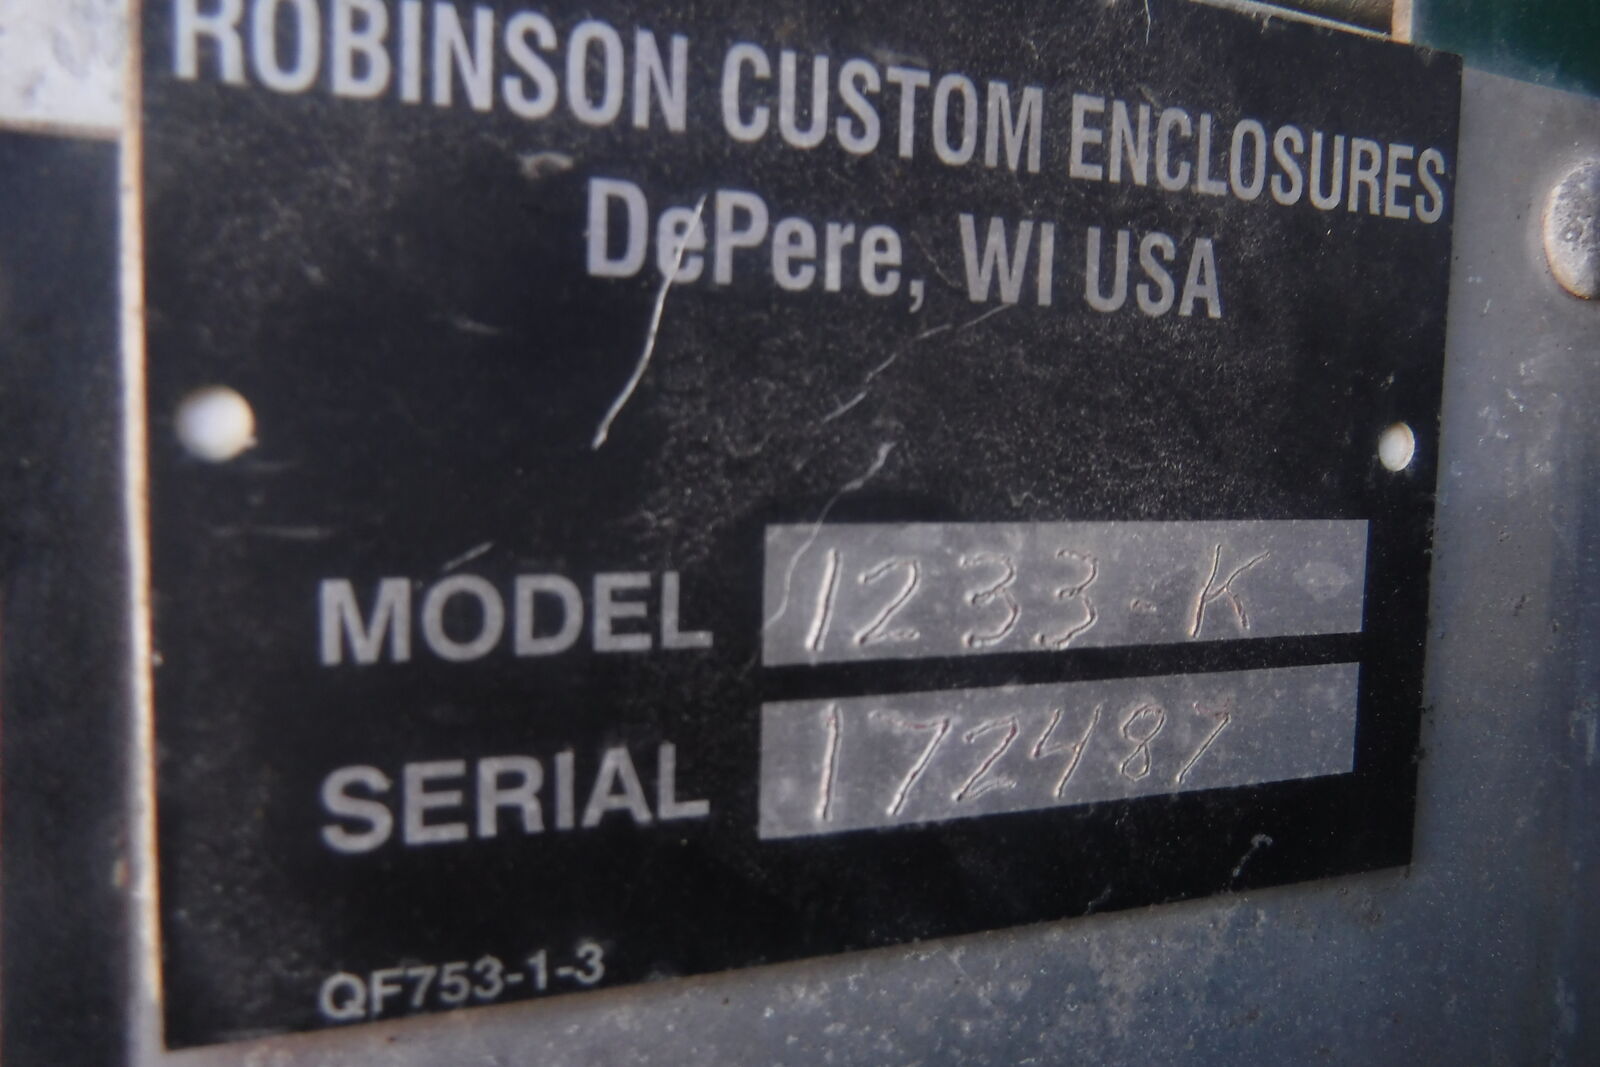 ROBINSON CUSTOM ENCLOSURES
DePere, WI USA
MODEL 1233-K
SERIAL 172487
QF753-1-3